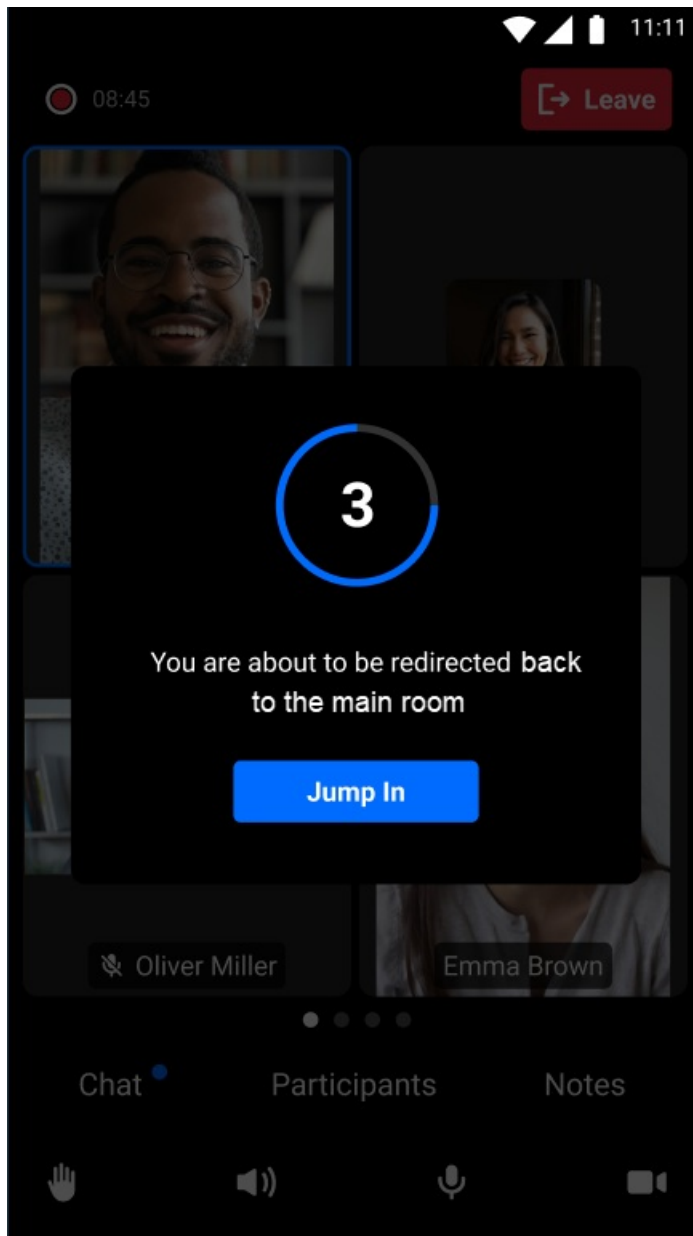 11:11
08:45
Leave
3
You are about to be redirected back
to the main room
Jump In
Oliver Miller
Emma Brown
Chat
Participants
Notes